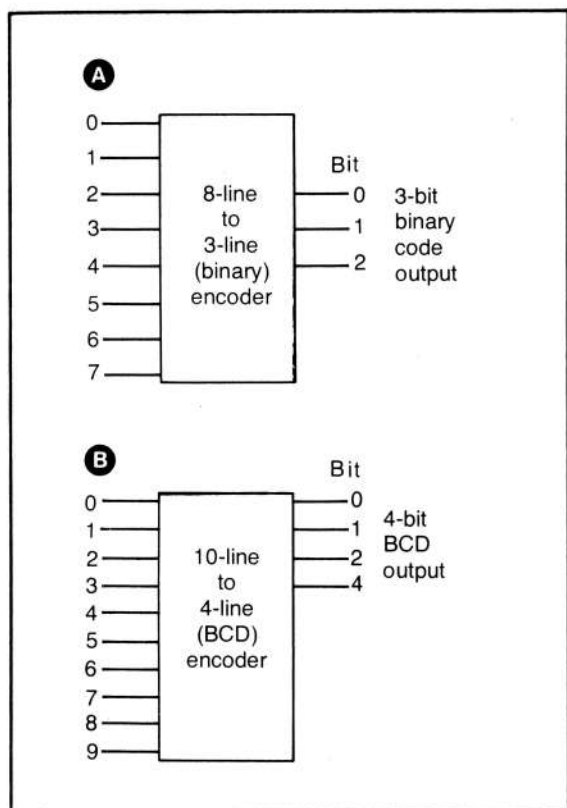 A
0
1
2
3
4
5
6
7
8-line
to
3-line
(binary)
encoder
Bit
0
1
2
3-bit
binary
code
output
B
0
1
2
3
4
5
6
7
8
9
10-line
to
4-line
(BCD)
encoder
Bit
0
1
2
4
4-bit
BCD
output